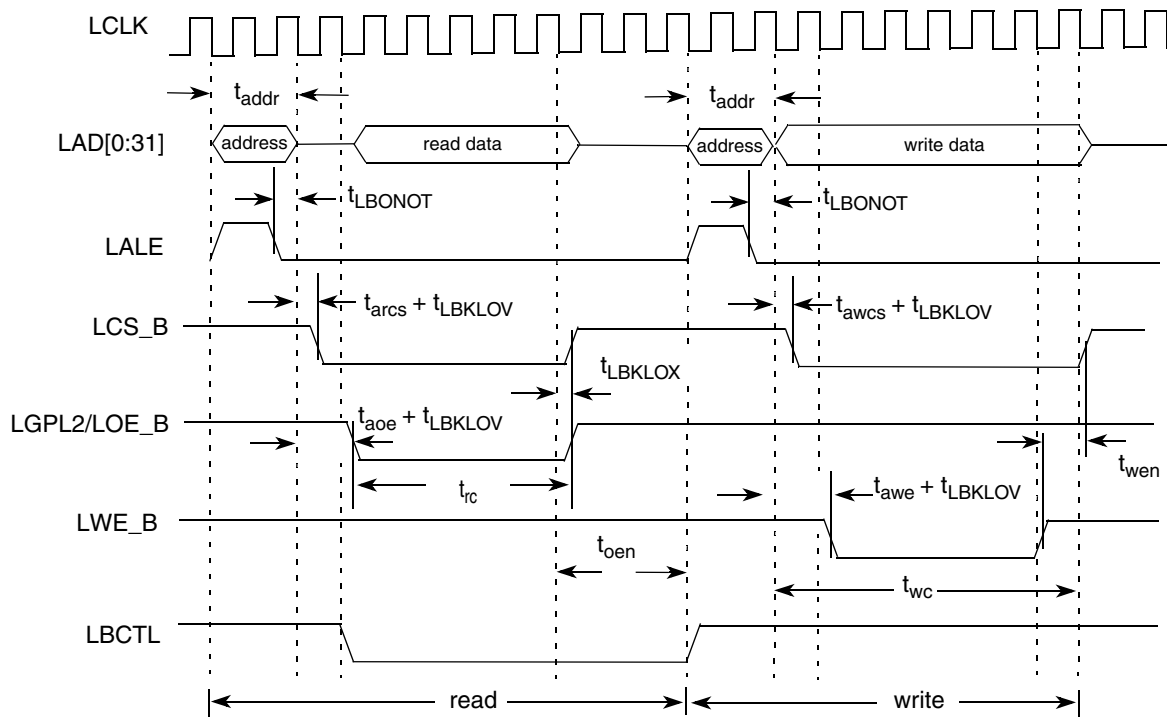 LCLK
t_addr t_addr
LAD[0:31] address read data address write data
t_LBONOT t_LBONOT
LALE
t_arcs + t_LBKLOV t_awcs + t_LBKLOV
LCS_B
t_LBKLOX
t_aoe + t_LBKLOV
LGPL2/LOE_B
t_wen
t_rc t_awe + t_LBKLOV
LWE_B
t_oen
t_wc
LBCTL
read write